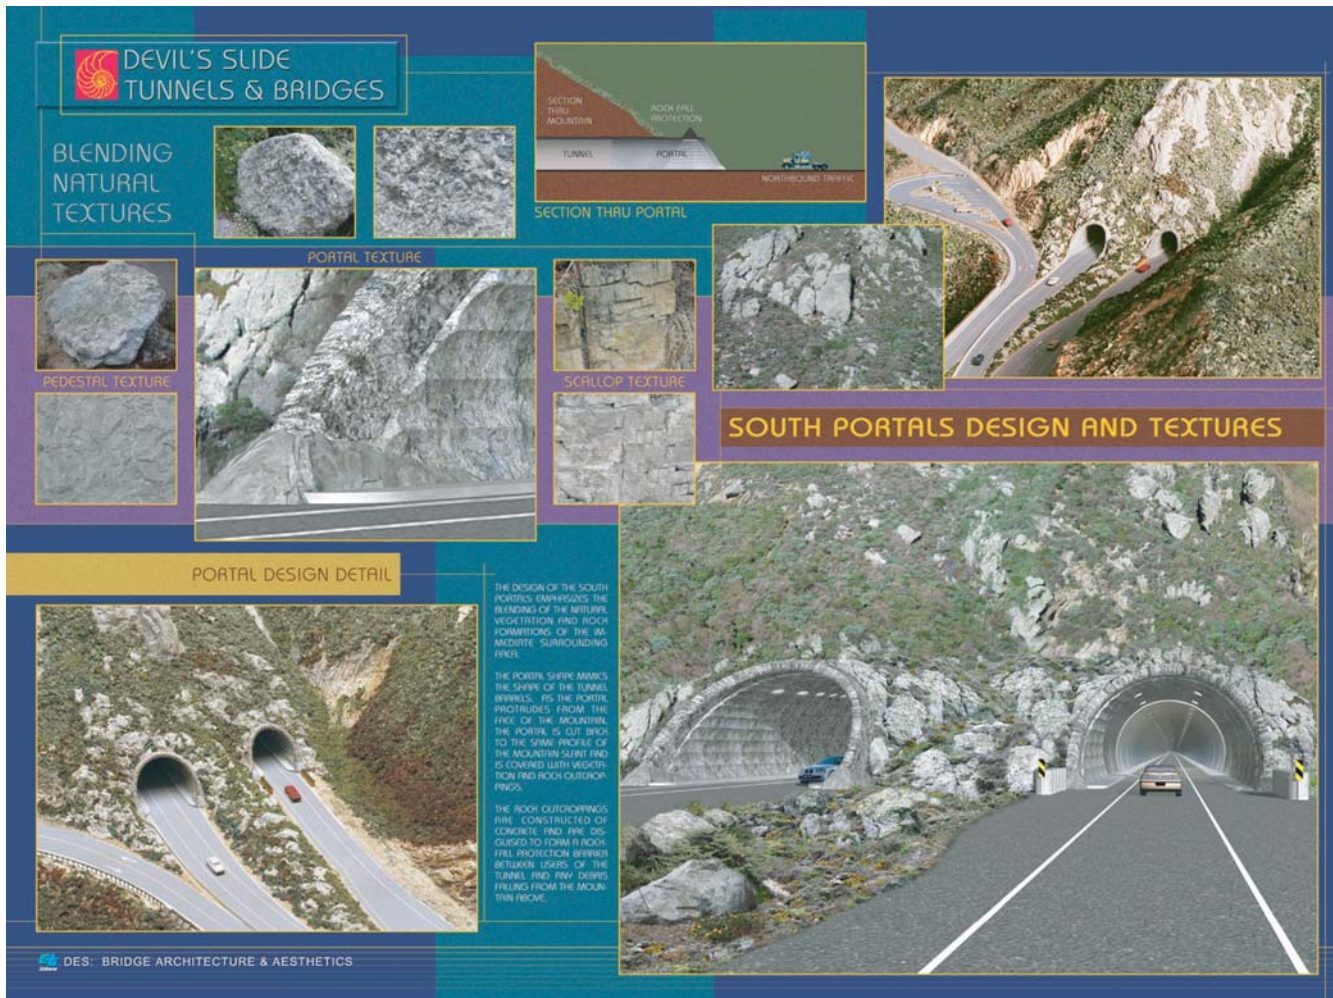 DEVIL'S SLIDE
TUNNELS & BRIDGES
BLENDING
NATURAL
TEXTURES
SECTION
THRU
MOUNTAIN
ROCK FALL
PROTECTION
TUNNEL
PORTAL
NORTHBOUND TRAFFIC
SECTION THRU PORTAL
PORTAL TEXTURE
PEDESTAL TEXTURE
SCALLOP TEXTURE
SOUTH PORTALS DESIGN AND TEXTURES
PORTAL DESIGN DETAIL
THE DESIGN OF THE SOUTH
PORTALS EMPHASIZES THE
BLENDING OF THE NATURAL
VEGETATION AND ROCK
FORMATIONS OF THE IM-
MEDIATE SURROUNDING
AREA.
THE PORTAL SHAPE MIMICS
THE SHAPE OF THE TUNNEL
BARRELS. AS THE PORTAL
PROTRUDES FROM THE
FACE OF THE MOUNTAIN,
THE PORTAL IS CUT BACK
TO THE SAME PROFILE OF
THE MOUNTAIN SLANT AND
IS COVERED WITH VEGETA-
TION AND ROCK OUTCROP-
PINGS.
THE ROCK OUTCROPPINGS
ARE CONSTRUCTED OF
CONCRETE AND ARE DIS-
GUISED TO FORM A ROCK-
FALL PROTECTION BARRIER
BETWEEN USERS OF THE
TUNNEL AND ANY DEBRIS
FALLING FROM THE MOUN-
TAIN ABOVE.
DES: BRIDGE ARCHITECTURE & AESTHETICS